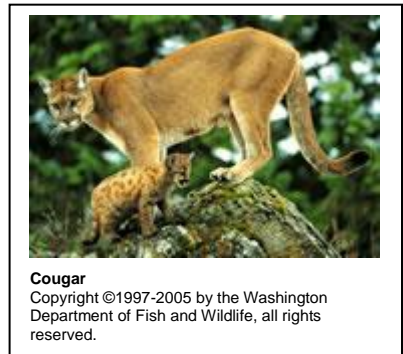 Cougar
Copyright ©1997-2005 by the Washington
Department of Fish and Wildlife, all rights
reserved.